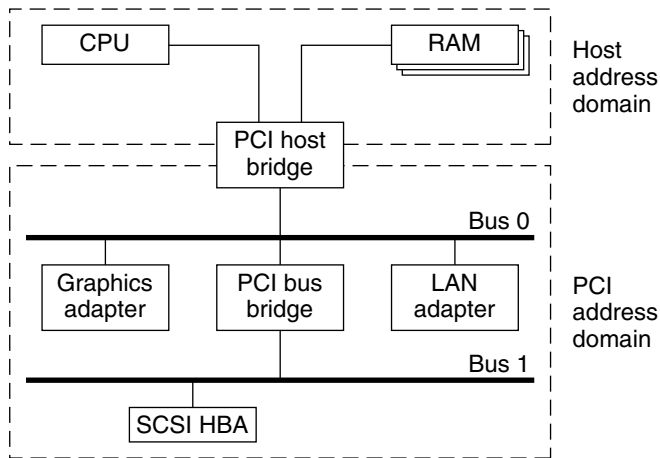 CPU
RAM
Host
address
domain
PCI host
bridge
Bus 0
Graphics
adapter
PCI bus
bridge
LAN
adapter
PCI
address
domain
Bus 1
SCSI HBA